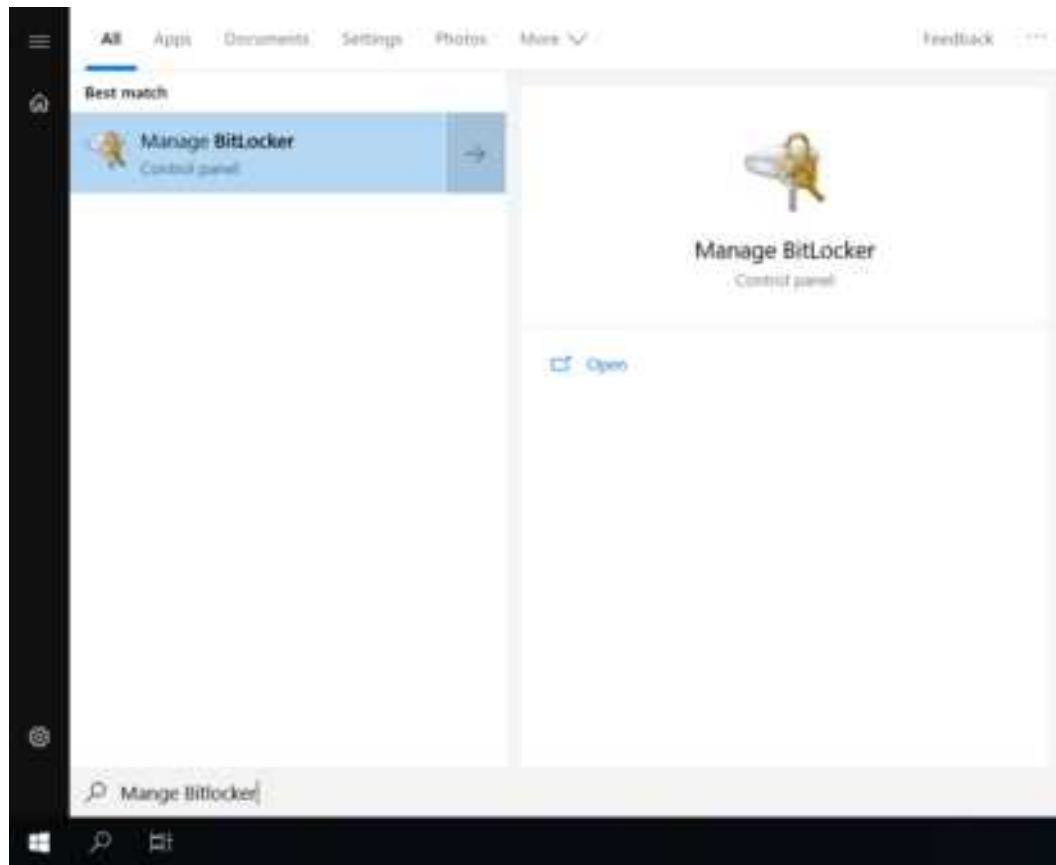 All Apps Documents Settings Photos More Feedback ...
Best match
Manage BitLocker
Control panel
Manage BitLocker
Control panel
Open
Mange Bitlocker